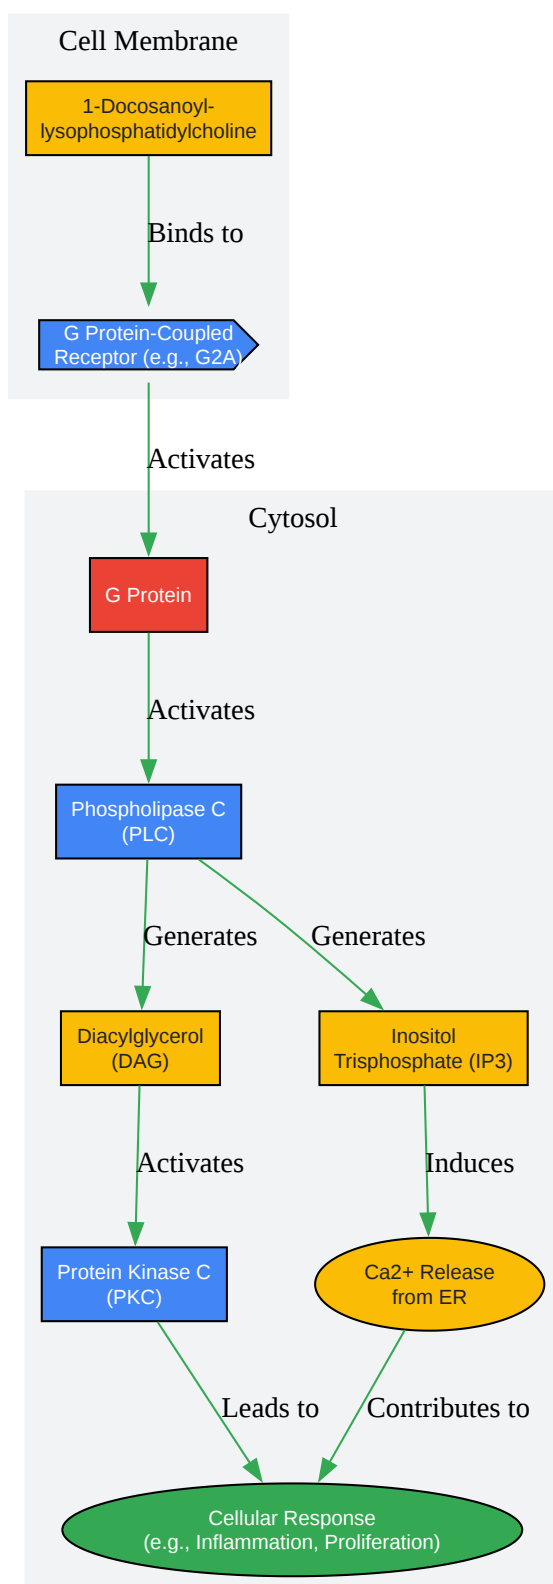 Cell Membrane
1-Docosanoyl-
lysophosphatidylcholine
Binds to
G Protein-Coupled
Receptor (e.g., G2A)
Activates
Cytosol
G Protein
Activates
Phospholipase C
(PLC)
Generates
Generates
Diacylglycerol
(DAG)
Inositol
Trisphosphate (IP3)
Activates
Induces
Protein Kinase C
(PKC)
Ca2+ Release
from ER
Leads to
Contributes to
Cellular Response
(e.g., Inflammation, Proliferation)